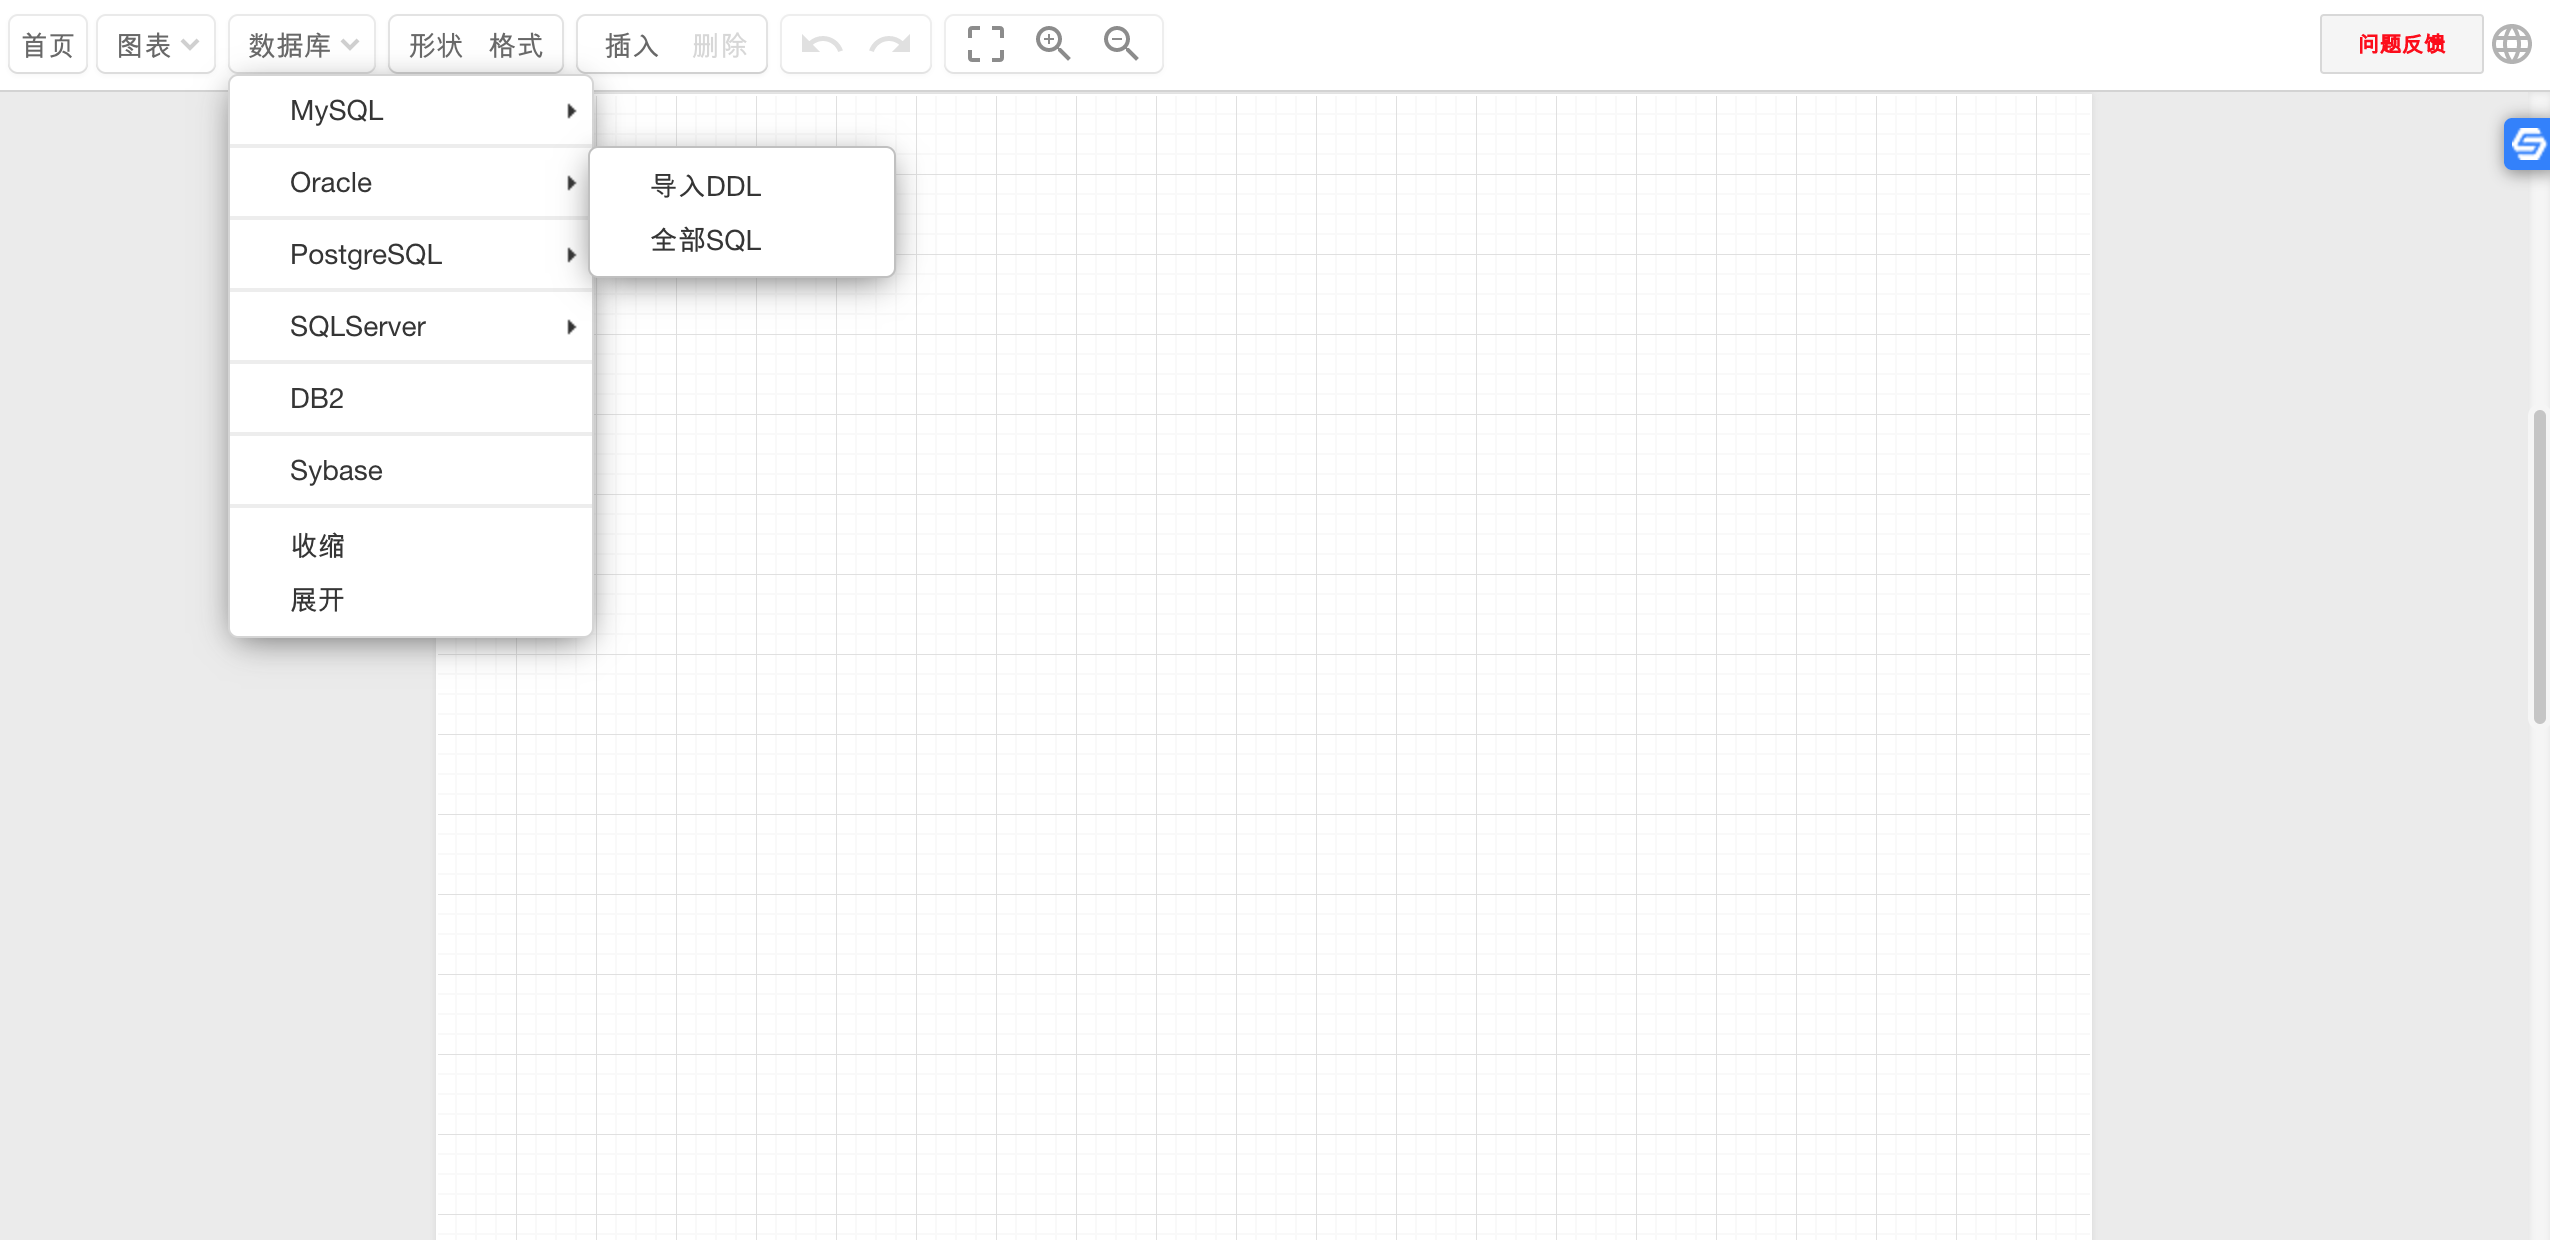 首页 图表 数据库 形状 格式 插入 删除 问题反馈
MySQL
Oracle
PostgreSQL
SQLServer
DB2
Sybase
收缩
展开
导入DDL
全部SQL